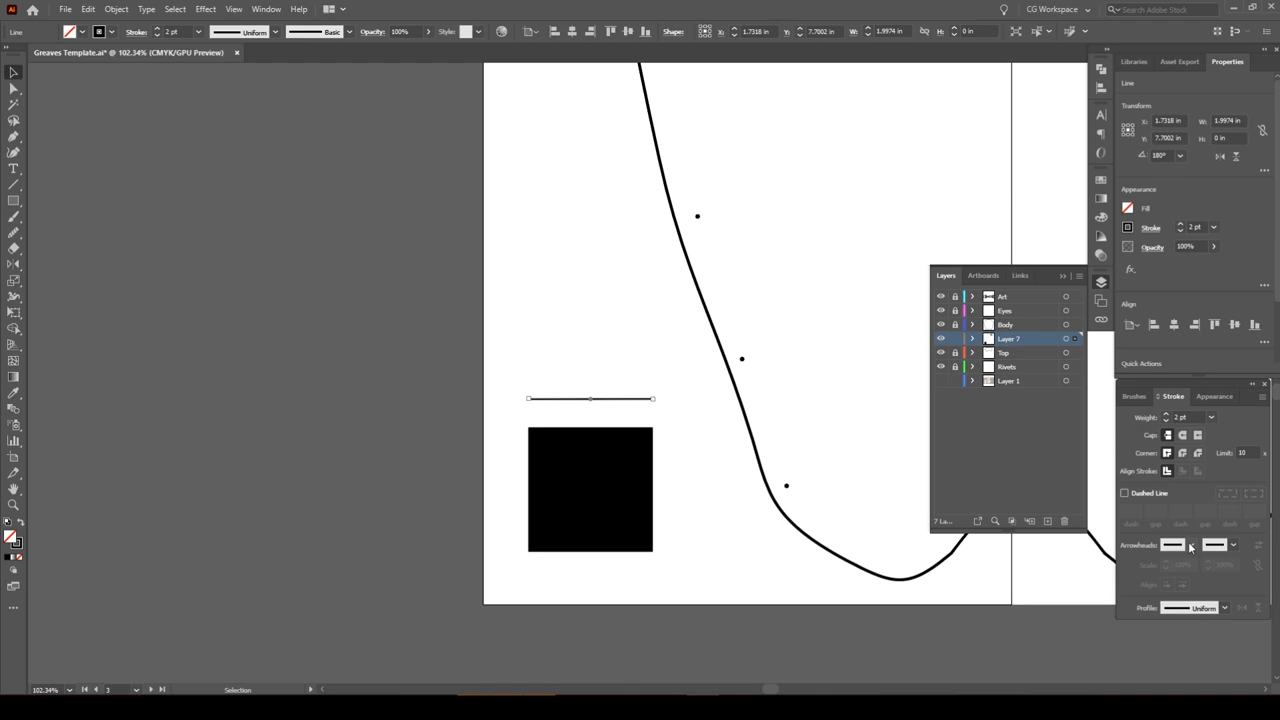 Ai File Edit Object Type Select Effect View Window Help CG Workspace Search Adobe Stock
Line Stroke: 2 pt Uniform Basic Opacity: 100% Style: Shape: X: 1.7318 in Y: 7.7002 in W: 1.9974 in H: 0 in
Greaves Template.ai* @ 102.34% (CMYK/GPU Preview) ×
Libraries Asset Export Properties
Line
Transform
X: 1.7318 in W: 1.9974 in
Y: 7.7002 in H: 0 in
180°
Appearance
Fill
Stroke 2 pt
Opacity 100%
fx.
Align
Quick Actions
Layers Artboards Links
Art
Eyes
Body
Layer 7
Top
Rivets
Layer 1
7 La...
Brushes Stroke Appearance
Weight: 2 pt
Cap:
Corner: Limit: 10 x
Align Stroke:
Dashed Line
dash gap dash gap dash gap
Arrowheads:
Scale: 100% 100%
Align:
Profile: Uniform
102.34% 3 Selection